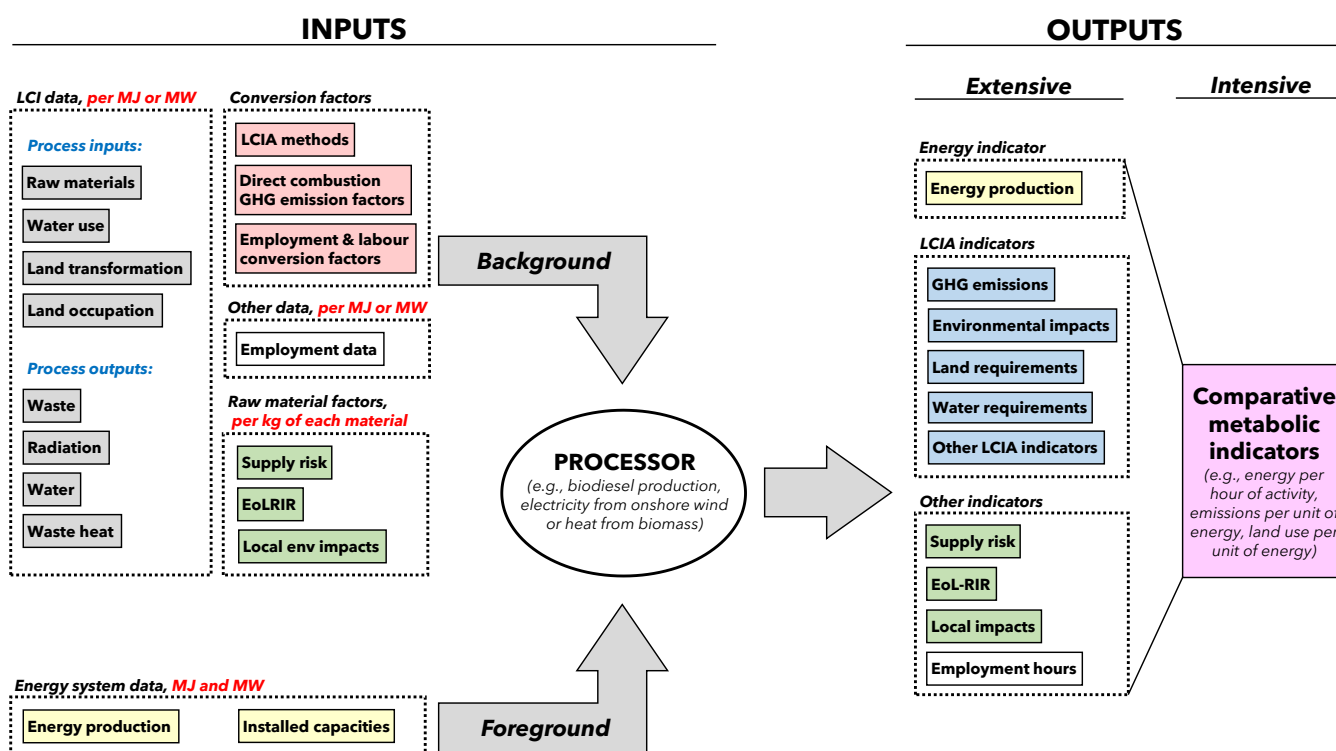 INPUTS
LCI data, per MJ or MW
Process inputs:
Raw materials
Water use
Land transformation
Land occupation
Process outputs:
Waste
Radiation
Water
Waste heat
Conversion factors
LCIA methods
Direct combustion
GHG emission factors
Employment & labour
conversion factors
Other data, per MJ or MW
Employment data
Raw material factors,
per kg of each material
Supply risk
EoLRIR
Local env impacts
Energy system data, MJ and MW
Energy production
Installed capacities
Background
PROCESSOR
(e.g., biodiesel production,
electricity from onshore wind
or heat from biomass)
Foreground
OUTPUTS
Extensive
Energy indicator
Energy production
LCIA indicators
GHG emissions
Environmental impacts
Land requirements
Water requirements
Other LCIA indicators
Other indicators
Supply risk
EoL-RIR
Local impacts
Employment hours
Intensive
Comparative
metabolic
indicators
(e.g., energy per
hour of activity,
emissions per unit of
energy, land use per
unit of energy)